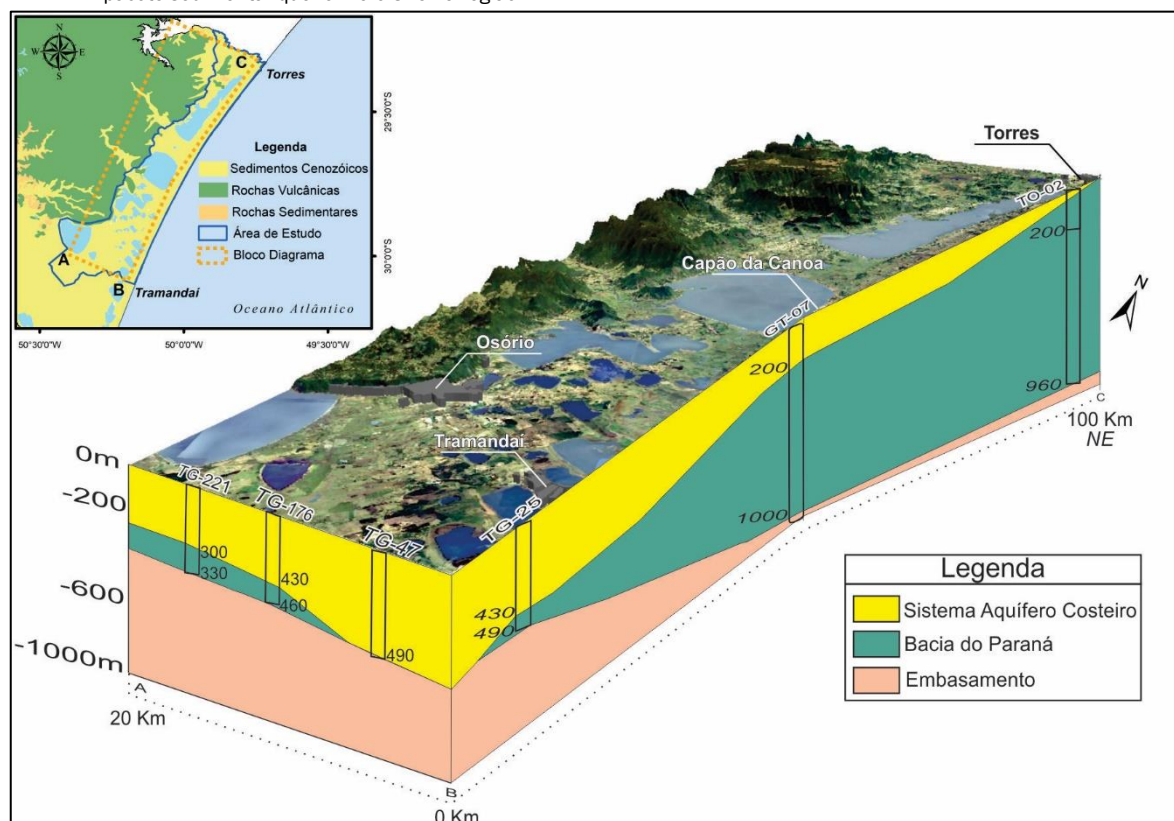 N
W E
S
C
Torres
29°30'0"S
Legenda
Sedimentos Cenozóicos
Rochas Vulcânicas
Rochas Sedimentares
Área de Estudo
Bloco Diagrama
A
B
Tramandaí
Oceano Atlântico
30°0'0"S
50°30'0"W 50°0'0"W 49°30'0"W
Torres
TO-02
200
Capão da Canoa
GT-07
200
N
Osório
960
C
100 Km
NE
Tramandaí
0m
-200
-600
-1000m
TG-221
TG-176
TG-47
TG-25
1000
300
330
430
460
490
430
490
A
20 Km
B
0 Km
Legenda
Sistema Aquífero Costeiro
Bacia do Paraná
Embasamento